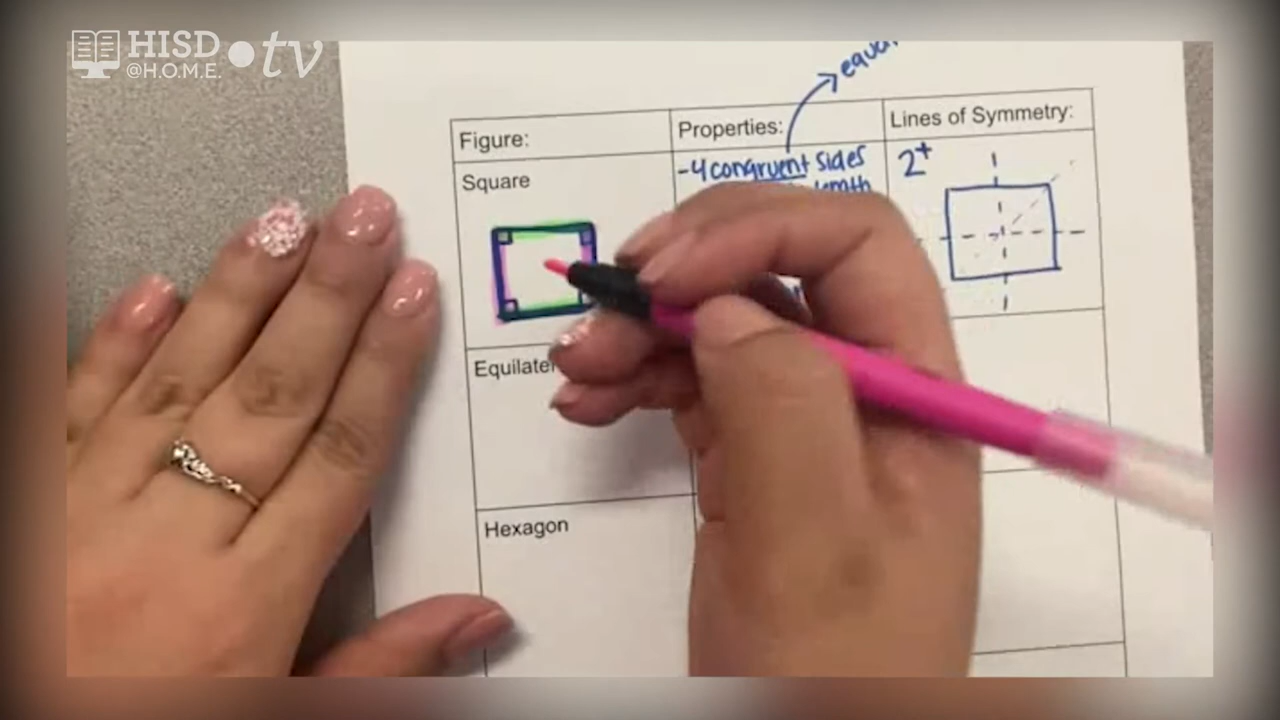 HISD
@H.O.M.E.
tv
Figure:
Properties:
Lines of Symmetry:
Square
-4 congruent sides
2+
Hexagon